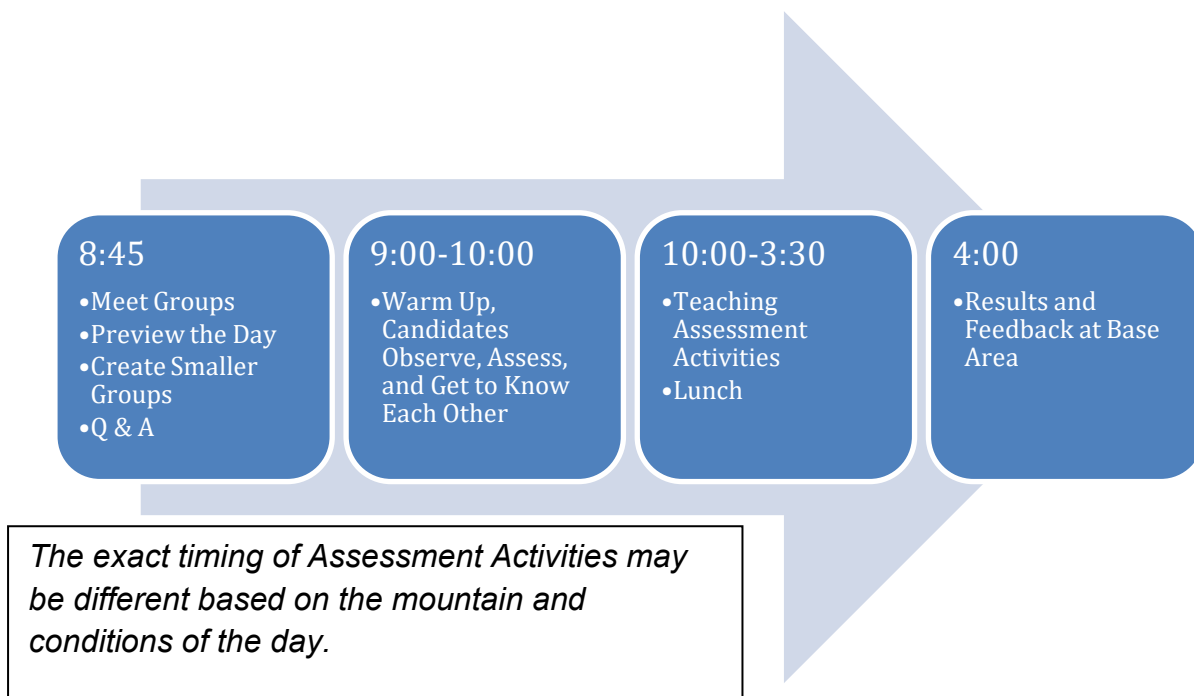 8:45
•Meet Groups
•Preview the Day
•Create Smaller
Groups
•Q & A
9:00-10:00
•Warm Up,
Candidates
Observe, Assess,
and Get to Know
Each Other
10:00-3:30
•Teaching
Assessment
Activities
•Lunch
4:00
•Results and
Feedback at Base
Area
The exact timing of Assessment Activities may
be different based on the mountain and
conditions of the day.